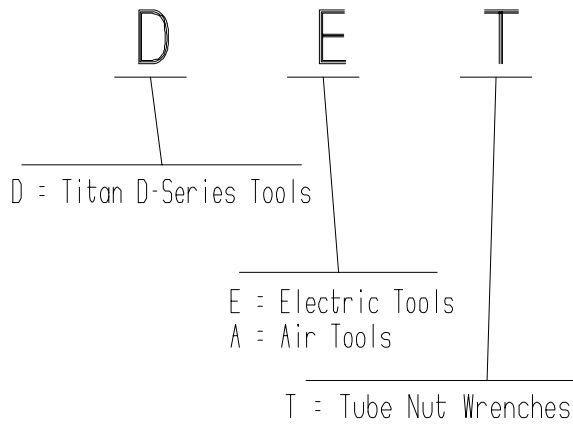 D E T
D = Titan D-Series Tools
E = Electric Tools
A = Air Tools
T = Tube Nut Wrenches